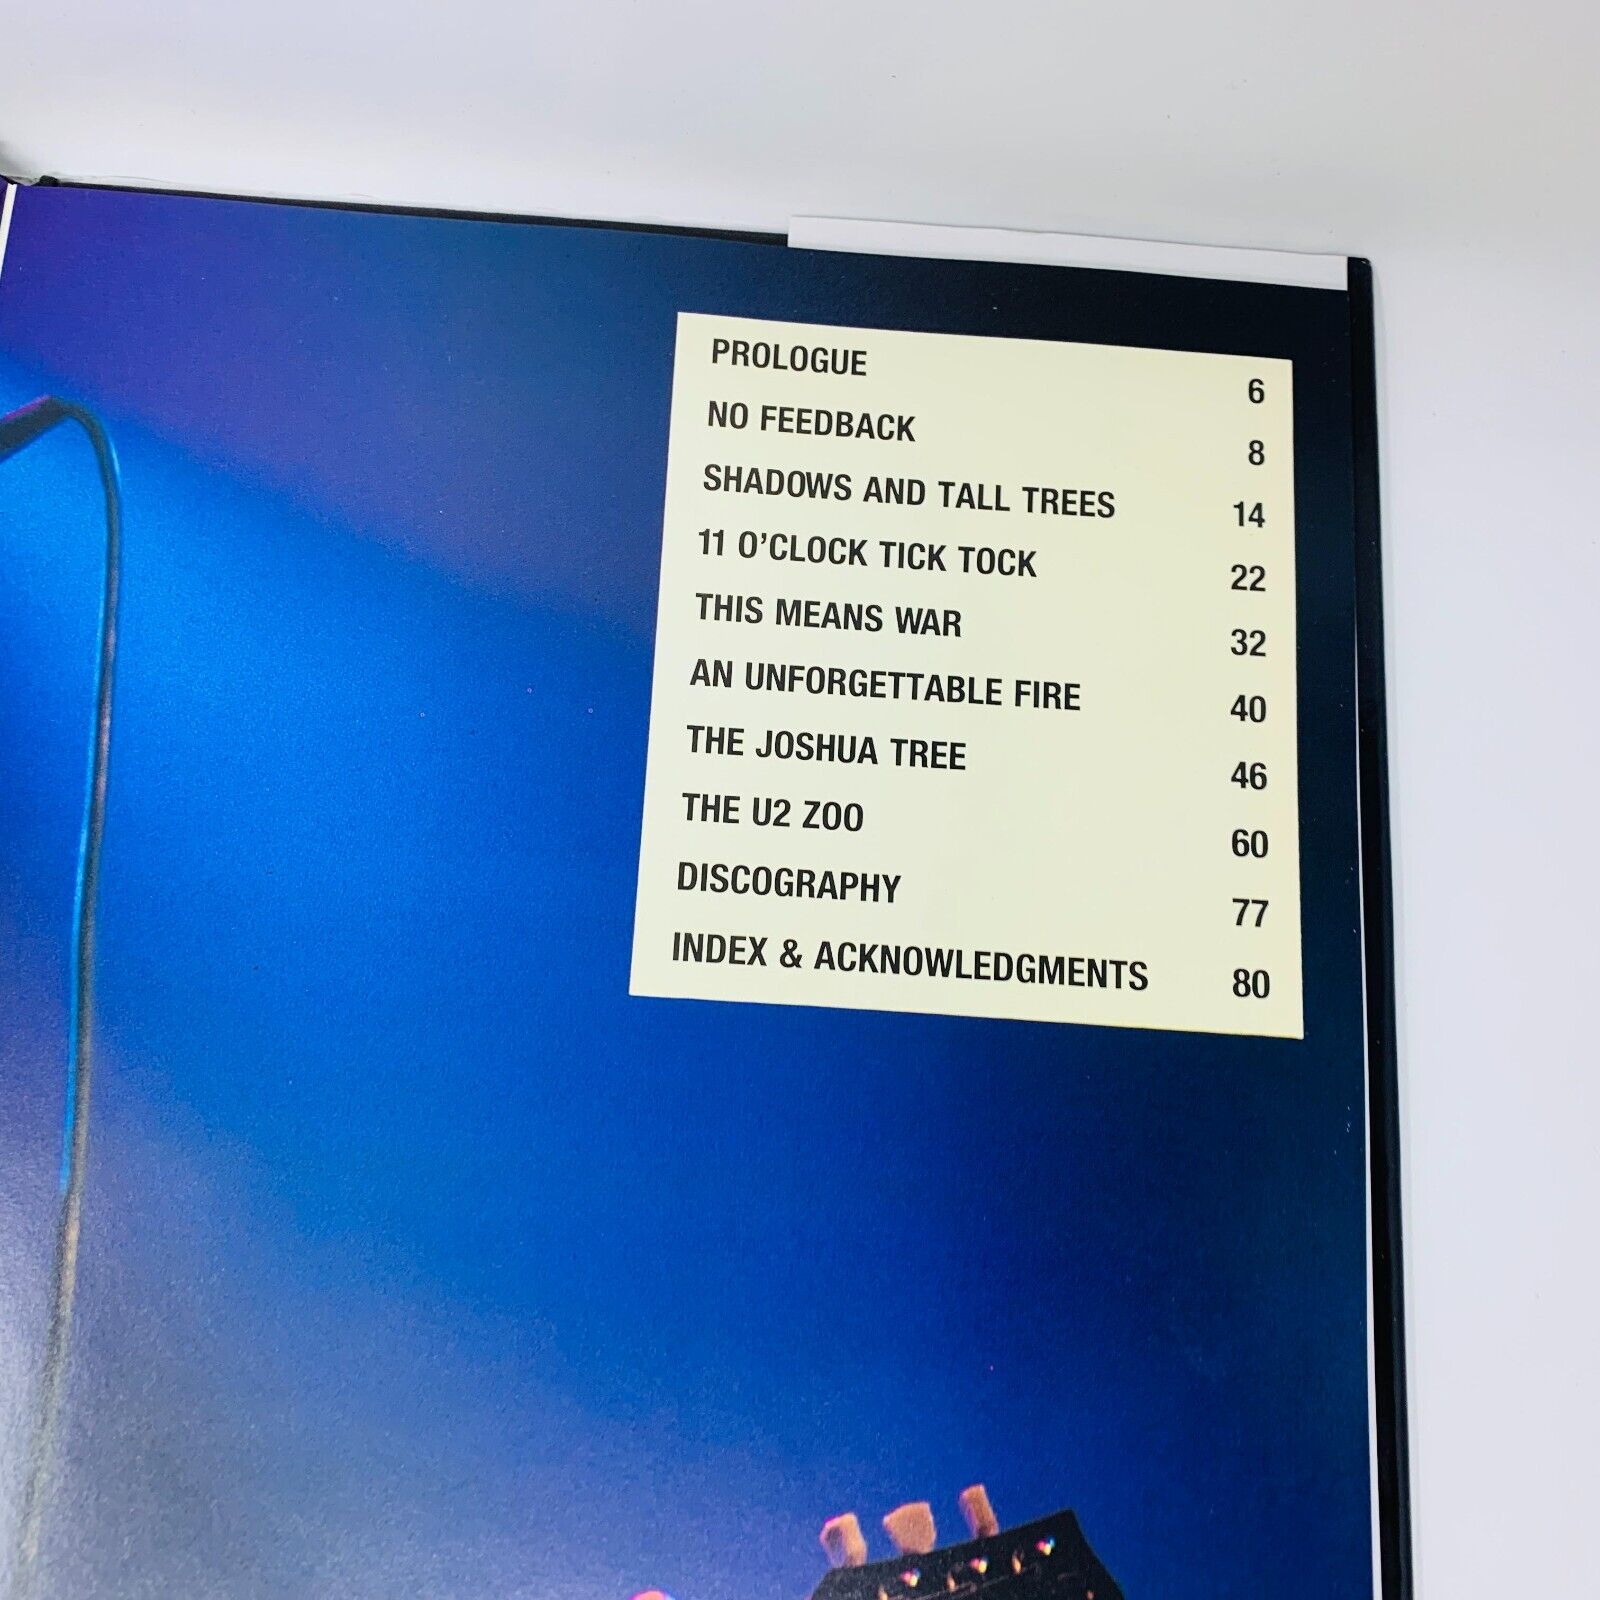 PROLOGUE 6
NO FEEDBACK 8
SHADOWS AND TALL TREES 14
11 O'CLOCK TICK TOCK 22
THIS MEANS WAR 32
AN UNFORGETTABLE FIRE 40
THE JOSHUA TREE 46
THE U2 ZOO 60
DISCOGRAPHY 77
INDEX & ACKNOWLEDGMENTS 80